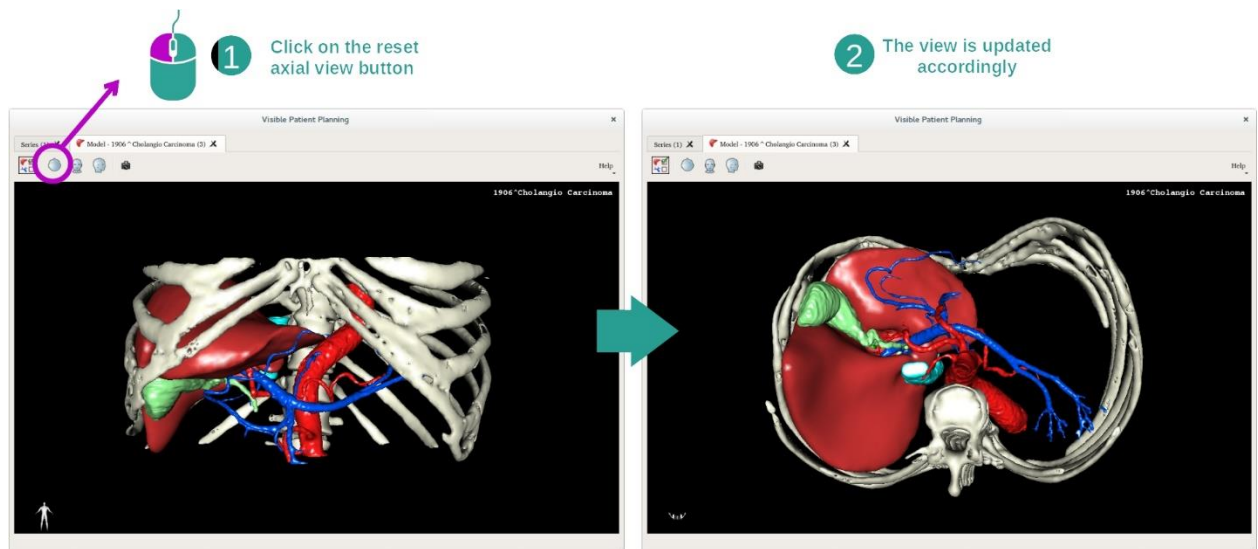 1
Click on the reset
axial view button
2
The view is updated
accordingly
Visible Patient Planning
×
Model - 1906 ^ Cholangio Carcinoma (3)
Help
1906^Cholangio Carcinoma
Visible Patient Planning
×
Series (1)
Model - 1906 ^ Cholangio Carcinoma (3)
Help
1906^Cholangio Carcinoma